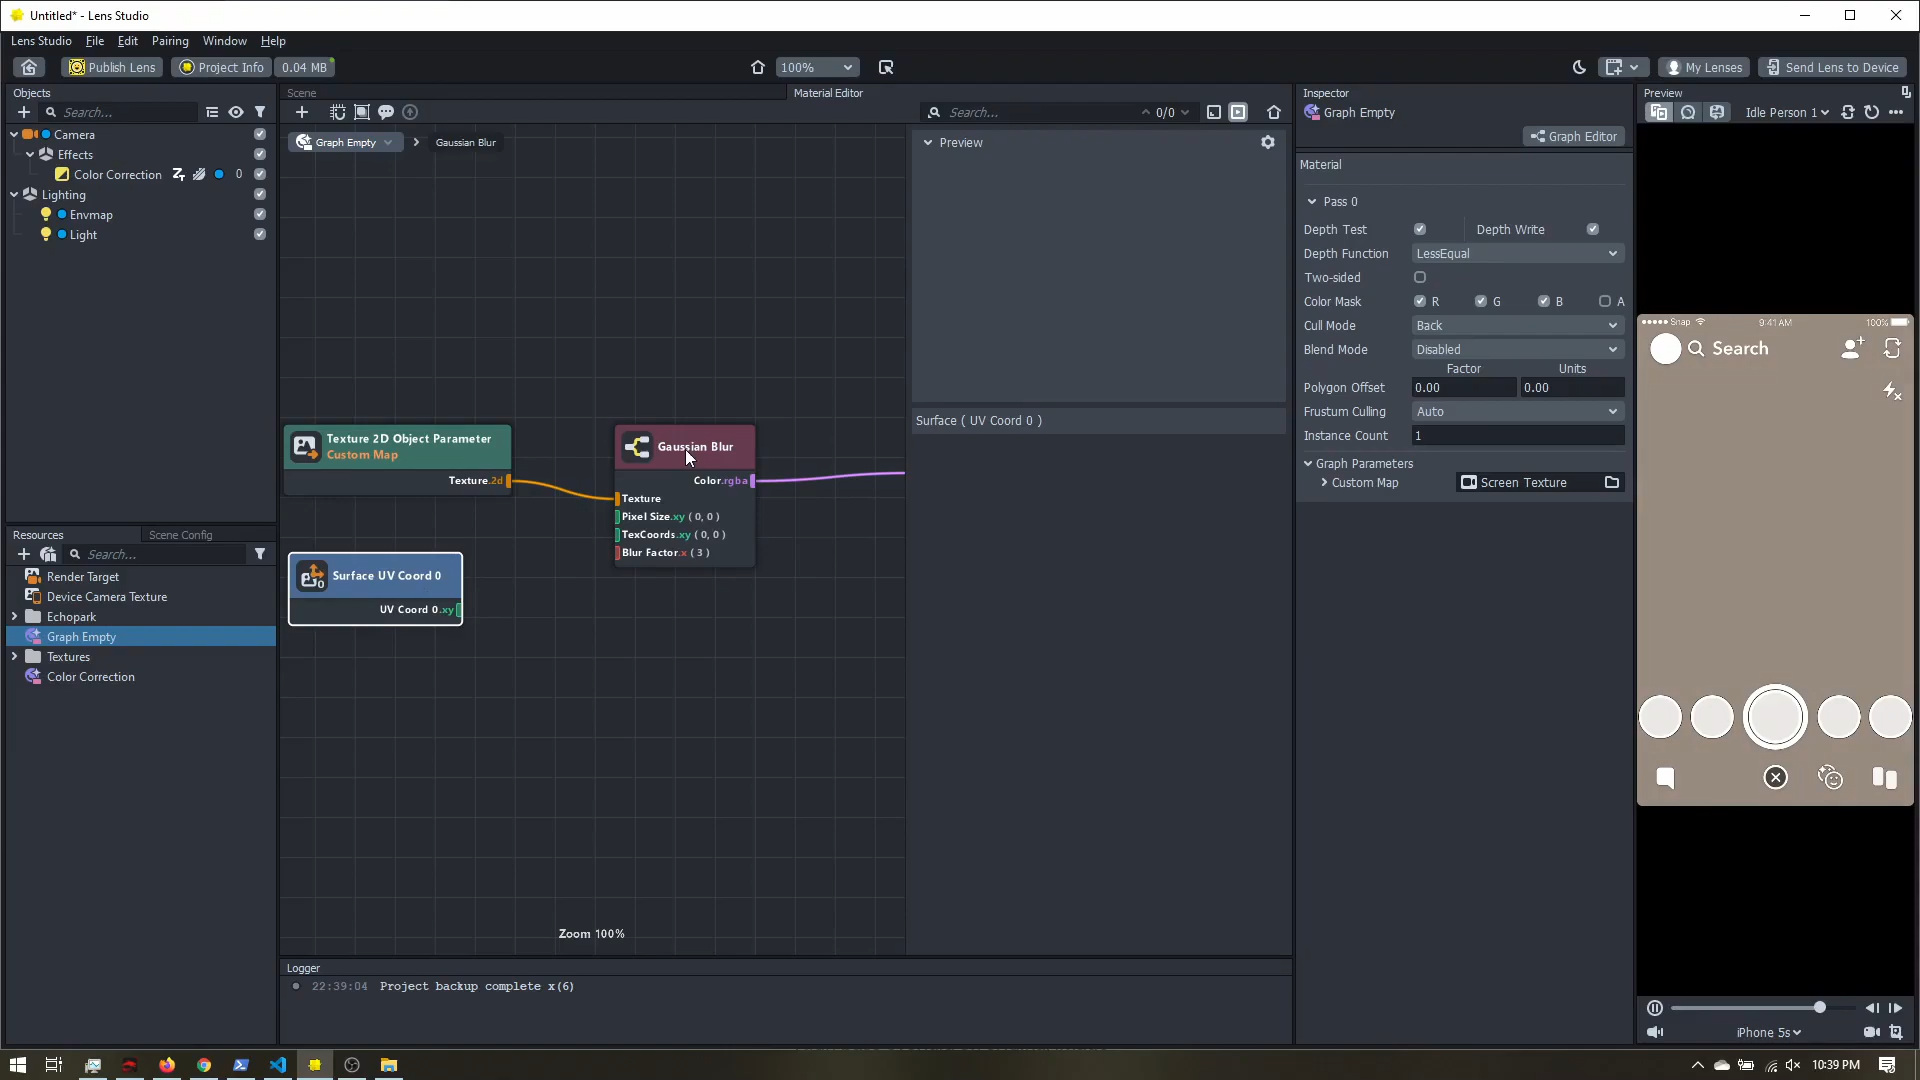 Untitled* - Lens Studio
Lens Studio File Edit Pairing Window Help
Publish Lens Project Info 0.04 MB 100% My Lenses Send Lens to Device
Objects
Search...
Camera
Effects
Color Correction 0
Lighting
Envmap
Light
Resources Scene Config
Search...
Render Target
Device Camera Texture
Echopark
Graph Empty
Textures
Color Correction
Scene Material Editor
Search... 0/0
Graph Empty > Gaussian Blur
Texture 2D Object Parameter
Custom Map
Texture.2d
Surface UV Coord 0
UV Coord 0.xy
Gaussian Blur
Color.rgba
Texture
Pixel Size.xy ( 0, 0 )
TexCoords.xy ( 0, 0 )
Blur Factor.x ( 3 )
Zoom 100%
Preview
Surface ( UV Coord 0 )
Logger
22:39:04 Project backup complete x(6)
Inspector
Graph Empty
Graph Editor
Material
Pass 0
Depth Test Depth Write
Depth Function LessEqual
Two-sided
Color Mask R G B A
Cull Mode Back
Blend Mode Disabled
Factor Units
Polygon Offset 0.00 0.00
Frustum Culling Auto
Instance Count 1
Graph Parameters
Custom Map Screen Texture
Preview
Idle Person 1
Snap 9:41 AM 100%
Search
iPhone 5s
10:39 PM